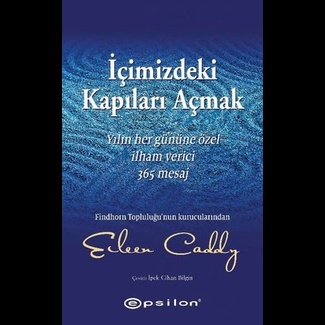 İçimizdeki
Kapıları Açmak
Yılın her gününe özel
ilham verici
365 mesaj
Findhorn Topluluğu'nun kurucularından
Eileen Caddy
Çeviri: İpek Cihan Bilgin
epsilon®